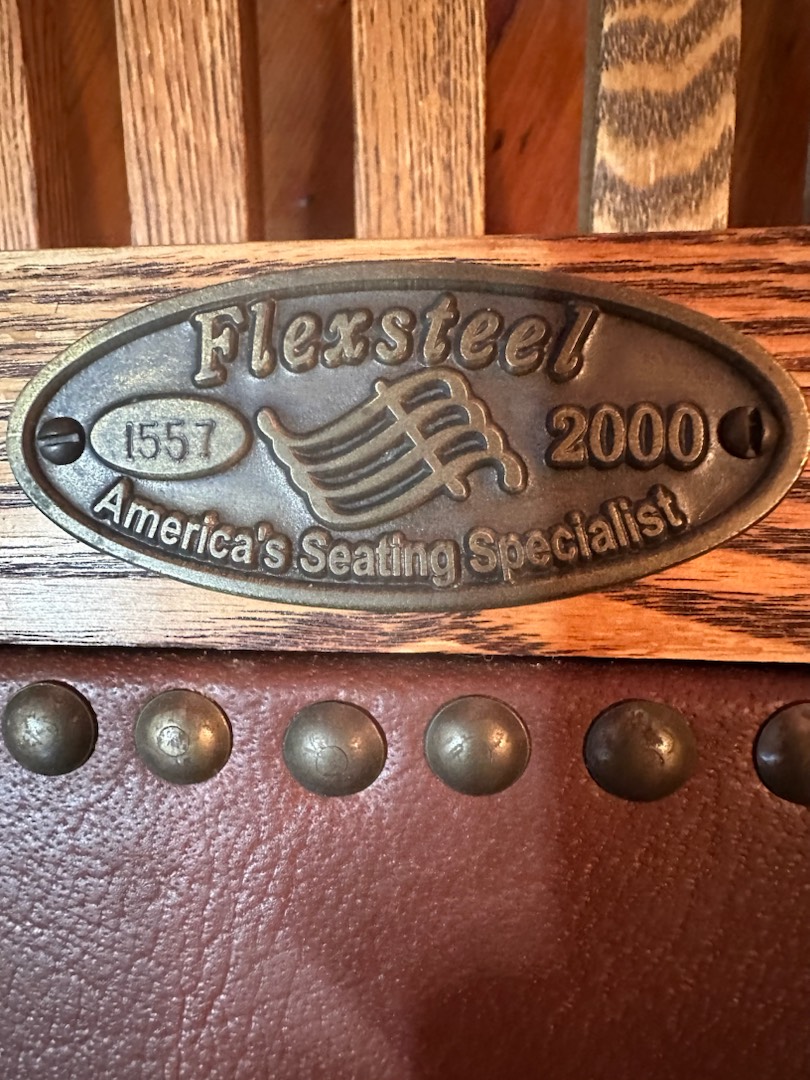 Flexsteel
1557
2000
America's Seating Specialist